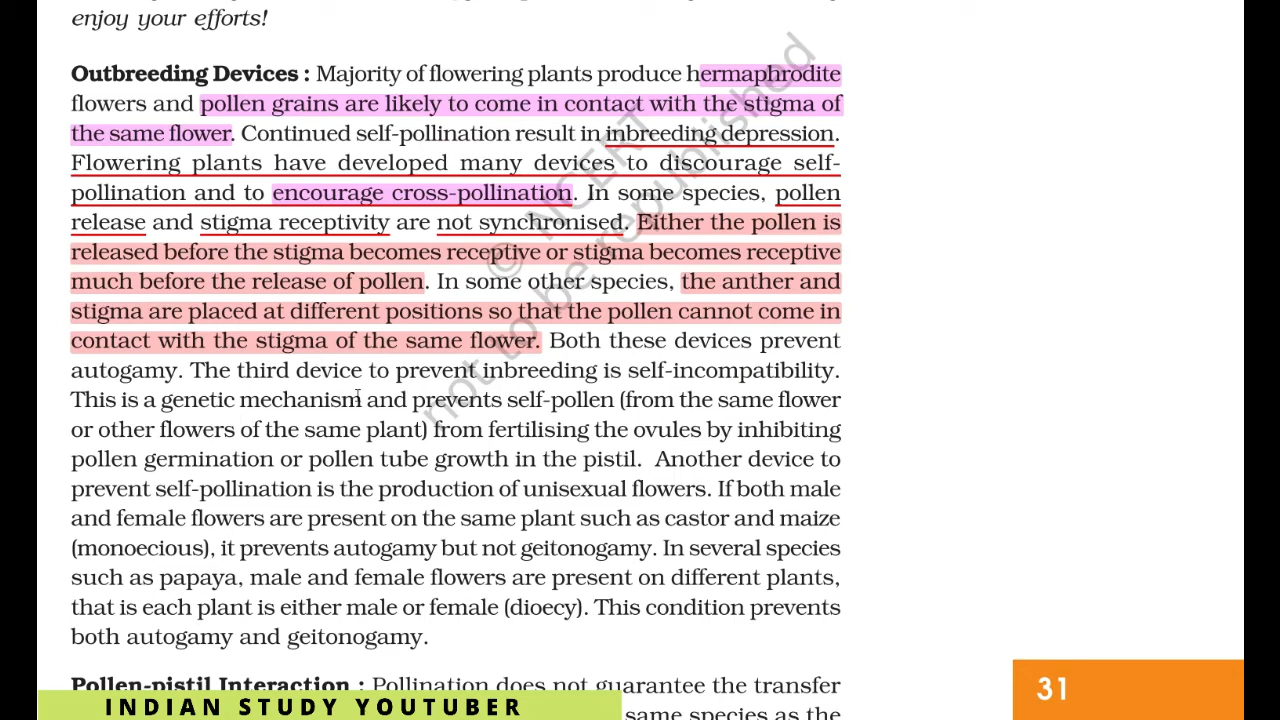 enjoy your efforts!
Outbreeding Devices : Majority of flowering plants produce hermaphrodite
flowers and pollen grains are likely to come in contact with the stigma of
the same flower. Continued self-pollination result in inbreeding depression.
Flowering plants have developed many devices to discourage self-
pollination and to encourage cross-pollination. In some species, pollen
release and stigma receptivity are not synchronised. Either the pollen is
released before the stigma becomes receptive or stigma becomes receptive
much before the release of pollen. In some other species, the anther and
stigma are placed at different positions so that the pollen cannot come in
contact with the stigma of the same flower. Both these devices prevent
autogamy. The third device to prevent inbreeding is self-incompatibility.
This is a genetic mechanism and prevents self-pollen (from the same flower
or other flowers of the same plant) from fertilising the ovules by inhibiting
pollen germination or pollen tube growth in the pistil. Another device to
prevent self-pollination is the production of unisexual flowers. If both male
and female flowers are present on the same plant such as castor and maize
(monoecious), it prevents autogamy but not geitonogamy. In several species
such as papaya, male and female flowers are present on different plants,
that is each plant is either male or female (dioecy). This condition prevents
both autogamy and geitonogamy.
Pollen-pistil Interaction : Pollination does not guarantee the transfer
same species as the
31
INDIAN STUDY YOUTUBER
© NCERT
not to be republished